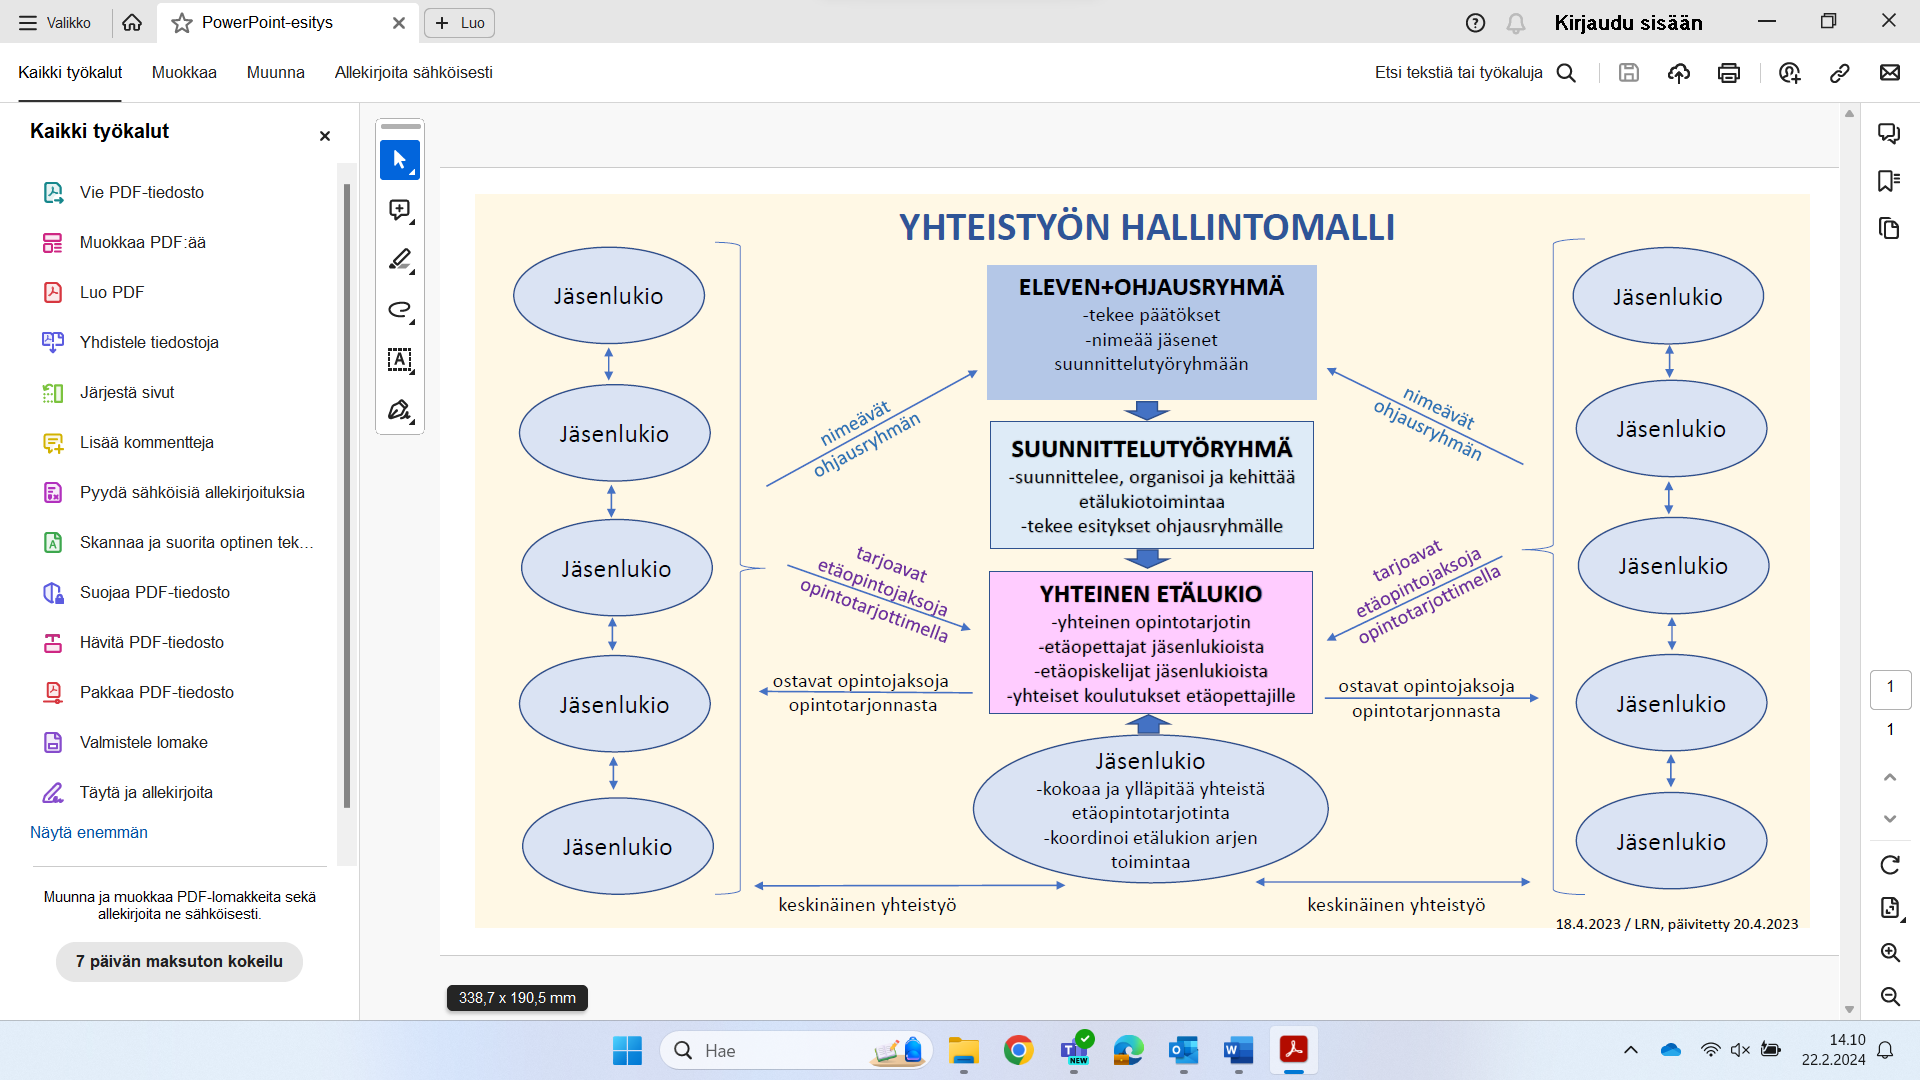 Valikko
PowerPoint-esitys
Luo
Kirjaudu sisään
Kaikki työkalut
Muokkaa
Muunna
Allekirjoita sähköisesti
Etsi tekstiä tai työkaluja
Kaikki työkalut
Vie PDF-tiedosto
Muokkaa PDF:ää
Luo PDF
Yhdistele tiedostoja
Järjestä sivut
Lisää kommentteja
Pyydä sähköisiä allekirjoituksia
Skannaa ja suorita optinen tek...
Suojaa PDF-tiedosto
Hävitä PDF-tiedosto
Pakkaa PDF-tiedosto
Valmistele lomake
Täytä ja allekirjoita
Näytä enemmän
Muunna ja muokkaa PDF-lomakkeita sekä
allekirjoita ne sähköisesti.
7 päivän maksuton kokeilu
YHTEISTYÖN HALLINTOMALLI
Jäsenlukio
Jäsenlukio
Jäsenlukio
Jäsenlukio
Jäsenlukio
nimeävät
ohjausryhmän
tarjoavat
etäopintojaksoja
opintotarjottimella
ostavat opintojaksoja
opintotarjonnasta
keskinäinen yhteistyö
ELEVEN+OHJAUSRYHMÄ
-tekee päätökset
-nimeää jäsenet
suunnittelutyöryhmään
SUUNNITTELUTYÖRYHMÄ
-suunnittelee, organisoi ja kehittää
etälukiotoimintaa
-tekee esitykset ohjausryhmälle
YHTEINEN ETÄLUKIO
-yhteinen opintotarjotin
-etäopettajat jäsenlukioista
-etäopiskelijat jäsenlukioista
-yhteiset koulutukset etäopettajille
Jäsenlukio
-kokoaa ja ylläpitää yhteistä
etäopintotarjotinta
-koordinoi etälukion arjen
toimintaa
nimeävät
ohjausryhmän
tarjoavat
etäopintojaksoja
opintotarjottimella
ostavat opintojaksoja
opintotarjonnasta
keskinäinen yhteistyö
Jäsenlukio
Jäsenlukio
Jäsenlukio
Jäsenlukio
Jäsenlukio
18.4.2023 / LRN, päivitetty 20.4.2023
1
1
338,7 x 190,5 mm
Hae
NEW
14.10
22.2.2024